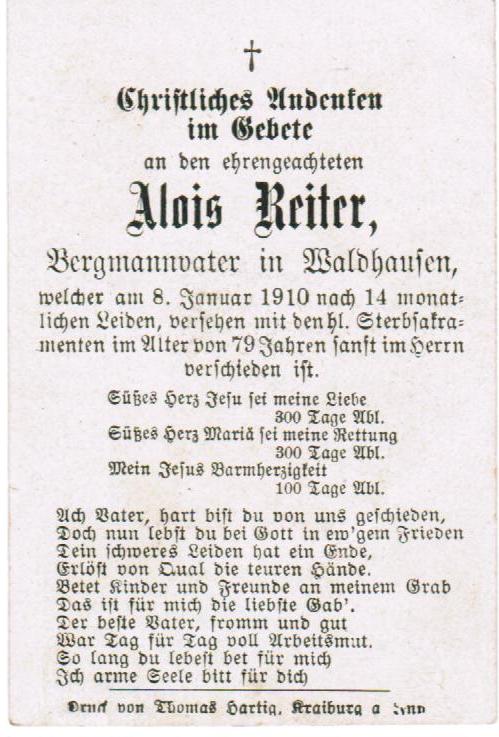 Christliches Andenken
im Gebete
an den ehrengeachteten
Alois Reiter,
Bergmannvater in Waldhausen,
welcher am 8. Januar 1910 nach 14 monat-
lichen Leiden, versehen mit den hl. Sterbsakra-
menten im Alter von 79 Jahren sanft im Herrn
verschieden ist.
Süßes Herz Jesu sei meine Liebe
300 Tage Abl.
Süßes Herz Mariä sei meine Rettung
300 Tage Abl.
Mein Jesus Barmherzigkeit
100 Tage Abl.
Ach Vater, hart bist du von uns geschieden,
Doch nun lebst du bei Gott in ew'gem Frieden
Dein schweres Leiden hat ein Ende,
Erlöst von Qual die teuren Hände.
Betet Kinder und Freunde an meinem Grab
Das ist für mich die liebste Gab'.
Der beste Vater, fromm und gut
War Tag für Tag voll Arbeitsmut.
So lang du lebest bet für mich
Ich arme Seele bitt für dich
Druck von Thomas Hartig, Kraiburg a Inn